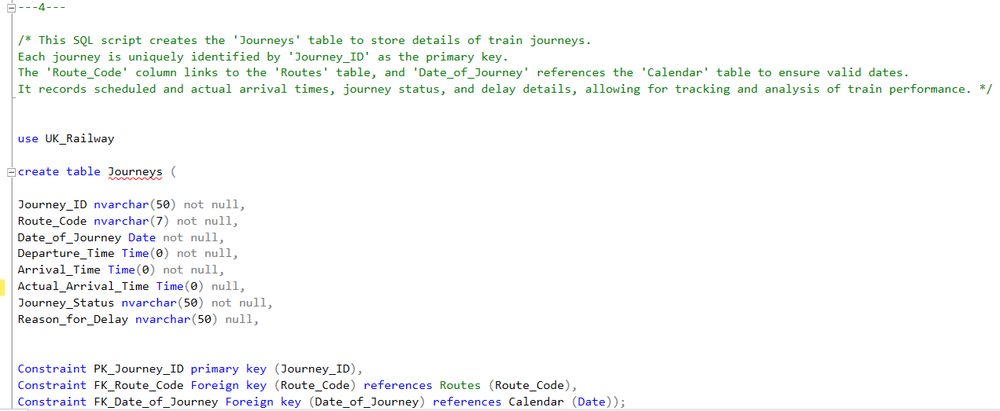 ---4---
/* This SQL script creates the 'Journeys' table to store details of train journeys.
Each journey is uniquely identified by 'Journey_ID' as the primary key.
The 'Route_Code' column links to the 'Routes' table, and 'Date_of_Journey' references the 'Calendar' table to ensure valid dates.
It records scheduled and actual arrival times, journey status, and delay details, allowing for tracking and analysis of train performance. */
use UK_Railway
create table Journeys (
Journey_ID nvarchar(50) not null,
Route_Code nvarchar(7) not null,
Date_of_Journey Date not null,
Departure_Time Time(0) not null,
Arrival_Time Time(0) not null,
Actual_Arrival_Time Time(0) null,
Journey_Status nvarchar(50) not null,
Reason_for_Delay nvarchar(50) null,
Constraint PK_Journey_ID primary key (Journey_ID),
Constraint FK_Route_Code Foreign key (Route_Code) references Routes (Route_Code),
Constraint FK_Date_of_Journey Foreign key (Date_of_Journey) references Calendar (Date));